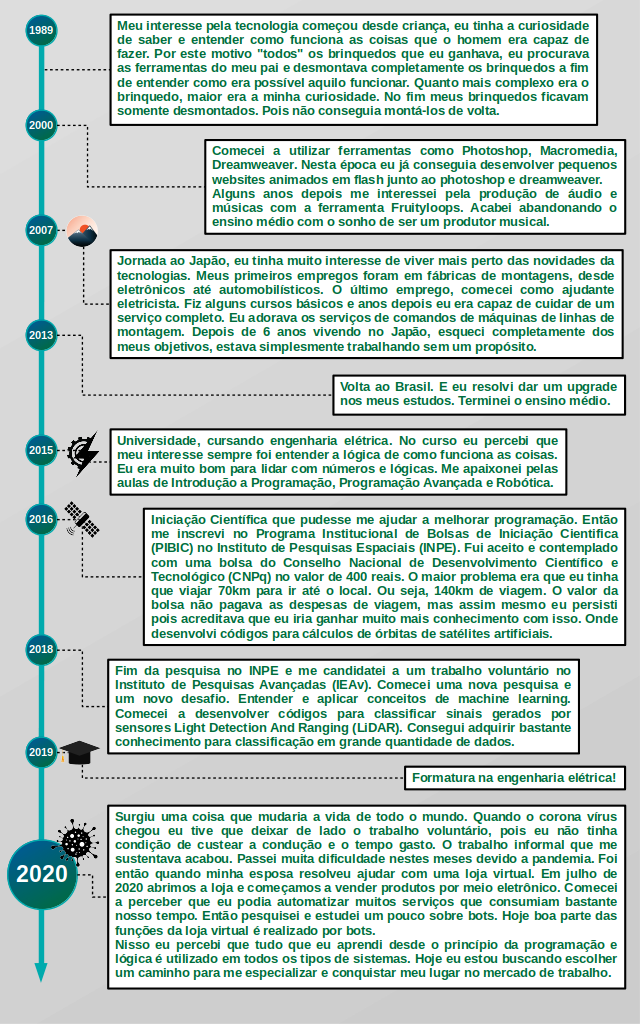 1989
Meu interesse pela tecnologia começou desde criança, eu tinha a curiosidade
de saber e entender como funciona as coisas que o homem era capaz de
fazer. Por este motivo "todos" os brinquedos que eu ganhava, eu procurava
as ferramentas do meu pai e desmontava completamente os brinquedos a fim
de entender como era possível aquilo funcionar. Quanto mais complexo era o
brinquedo, maior era a minha curiosidade. No fim meus brinquedos ficavam
somente desmontados. Pois não conseguia montá-los de volta.
2000
Comecei a utilizar ferramentas como Photoshop, Macromedia,
Dreamweaver. Nesta época eu já conseguia desenvolver pequenos
websites animados em flash junto ao photoshop e dreamweaver.
Alguns anos depois me interessei pela produção de áudio e
músicas com a ferramenta Fruityloops. Acabei abandonando o
ensino médio com o sonho de ser um produtor musical.
2007
Jornada ao Japão, eu tinha muito interesse de viver mais perto das novidades da
tecnologias. Meus primeiros empregos foram em fábricas de montagens, desde
eletrônicos até automobilísticos. O último emprego, comecei como ajudante
eletricista. Fiz alguns cursos básicos e anos depois eu era capaz de cuidar de um
serviço completo. Eu adorava os serviços de comandos de máquinas de linhas de
montagem. Depois de 6 anos vivendo no Japão, esqueci completamente dos
meus objetivos, estava simplesmente trabalhando sem um propósito.
2013
Volta ao Brasil. E eu resolvi dar um upgrade
nos meus estudos. Terminei o ensino médio.
2015
Universidade, cursando engenharia elétrica. No curso eu percebi que
meu interesse sempre foi entender a lógica de como funciona as coisas.
Eu era muito bom para lidar com números e lógicas. Me apaixonei pelas
aulas de Introdução a Programação, Programação Avançada e Robótica.
2016
Iniciação Científica que pudesse me ajudar a melhorar programação. Então
me inscrevi no Programa Institucional de Bolsas de Iniciação Cientifica
(PIBIC) no Instituto de Pesquisas Espaciais (INPE). Fui aceito e contemplado
com uma bolsa do Conselho Nacional de Desenvolvimento Científico e
Tecnológico (CNPq) no valor de 400 reais. O maior problema era que eu tinha
que viajar 70km para ir até o local. Ou seja, 140km de viagem. O valor da
bolsa não pagava as despesas de viagem, mas assim mesmo eu persisti
pois acreditava que eu iria ganhar muito mais conhecimento com isso. Onde
desenvolvi códigos para cálculos de órbitas de satélites artificiais.
2018
Fim da pesquisa no INPE e me candidatei a um trabalho voluntário no
Instituto de Pesquisas Avançadas (IEAv). Comecei uma nova pesquisa e
um novo desafio. Entender e aplicar conceitos de machine learning.
Comecei a desenvolver códigos para classificar sinais gerados por
sensores Light Detection And Ranging (LiDAR). Consegui adquirir bastante
conhecimento para classificação em grande quantidade de dados.
2019
Formatura na engenharia elétrica!
2020
Surgiu uma coisa que mudaria a vida de todo o mundo. Quando o corona vírus
chegou eu tive que deixar de lado o trabalho voluntário, pois eu não tinha
condição de custear a condução e o tempo gasto. O trabalho informal que me
sustentava acabou. Passei muita dificuldade nestes meses devido a pandemia. Foi
então quando minha esposa resolveu ajudar com uma loja virtual. Em julho de
2020 abrimos a loja e começamos a vender produtos por meio eletrônico. Comecei
a perceber que eu podia automatizar muitos serviços que consumiam bastante
nosso tempo. Então pesquisei e estudei um pouco sobre bots. Hoje boa parte das
funções da loja virtual é realizado por bots.
Nisso eu percebi que tudo que eu aprendi desde o princípio da programação e
lógica é utilizado em todos os tipos de sistemas. Hoje eu estou buscando escolher
um caminho para me especializar e conquistar meu lugar no mercado de trabalho.